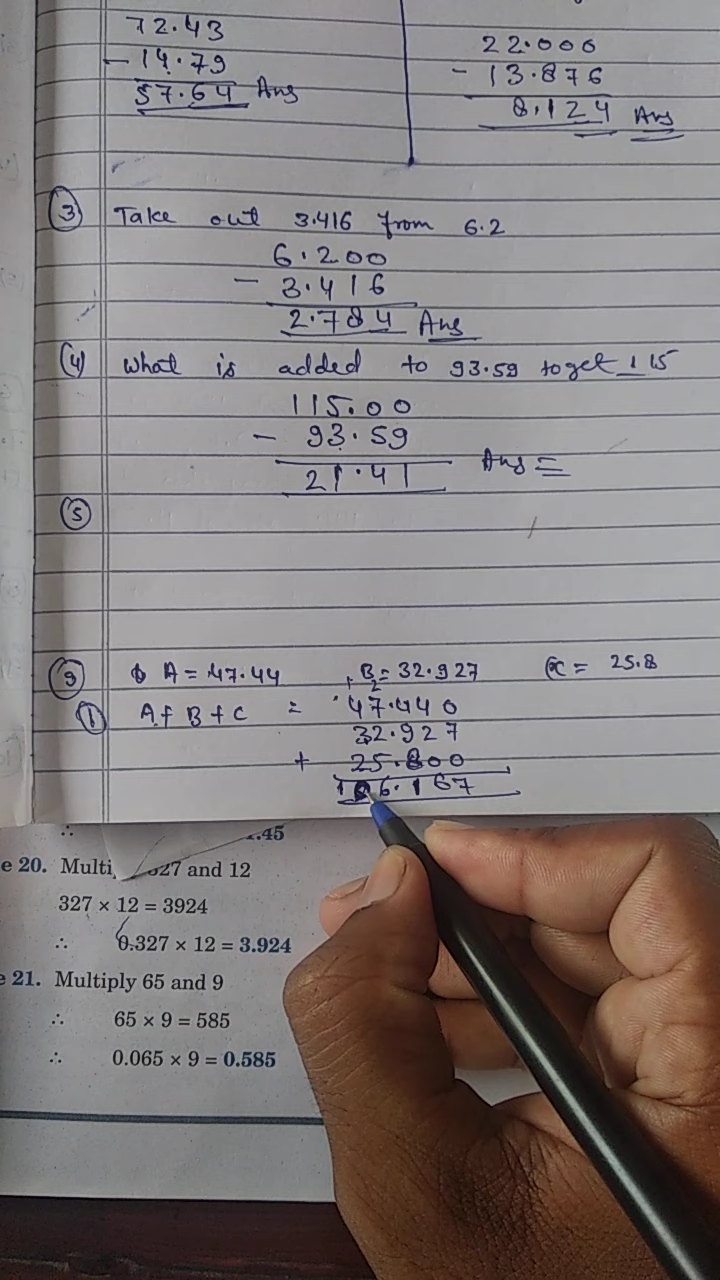 72.43
- 14.79
57.64 Ans
22.000
- 13.876
8.124 Ans
(3) Take out 3.416 from 6.2
6.200
- 3.416
2.784 Ans
(4) What is added to 93.59 to get 115
115.00
- 93.59
21.41 Ans =
(5)
(9) A = 47.44 B = 32.927 C = 25.8
(1) A + B + C = 47.440
32.927
+ 25.800
106.167
∴ .45
e 20. Multi 327 and 12
327 × 12 = 3924
∴ 0.327 × 12 = 3.924
e 21. Multiply 65 and 9
∴ 65 × 9 = 585
∴ 0.065 × 9 = 0.585